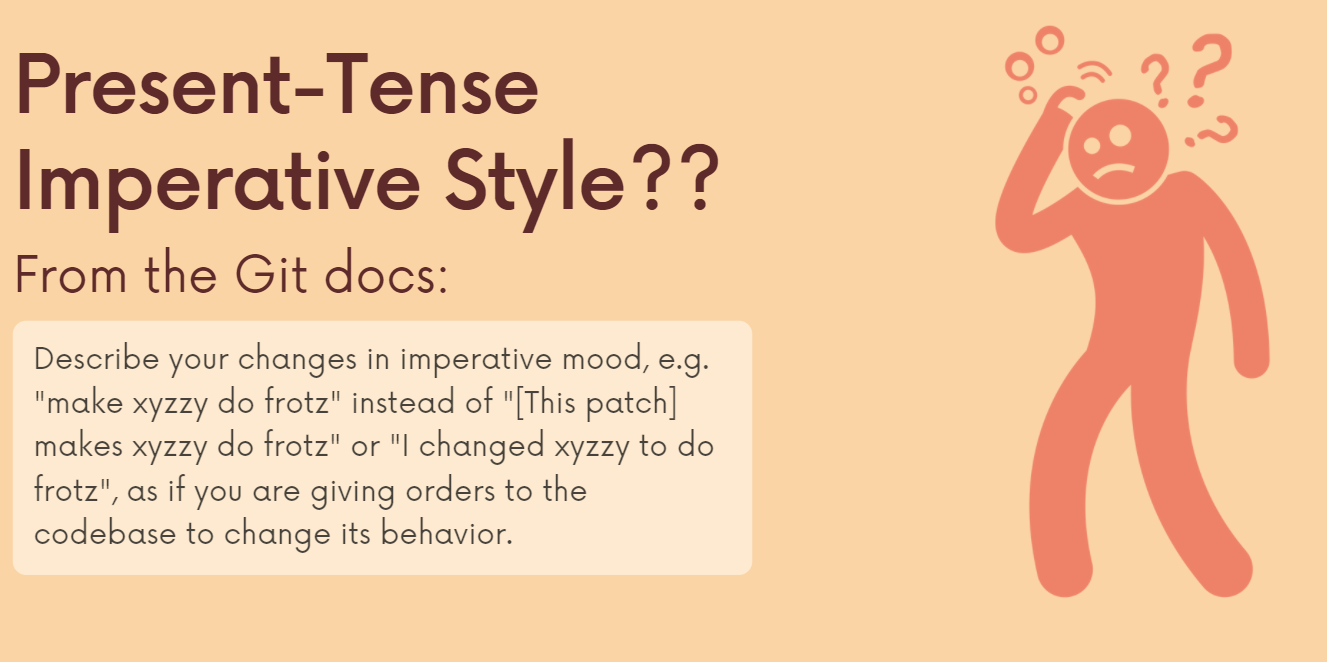 Present-Tense
Imperative Style??
From the Git docs:
Describe your changes in imperative mood, e.g.
"make xyzzy do frotz" instead of "[This patch]
makes xyzzy do frotz" or "I changed xyzzy to do
frotz", as if you are giving orders to the
codebase to change its behavior.